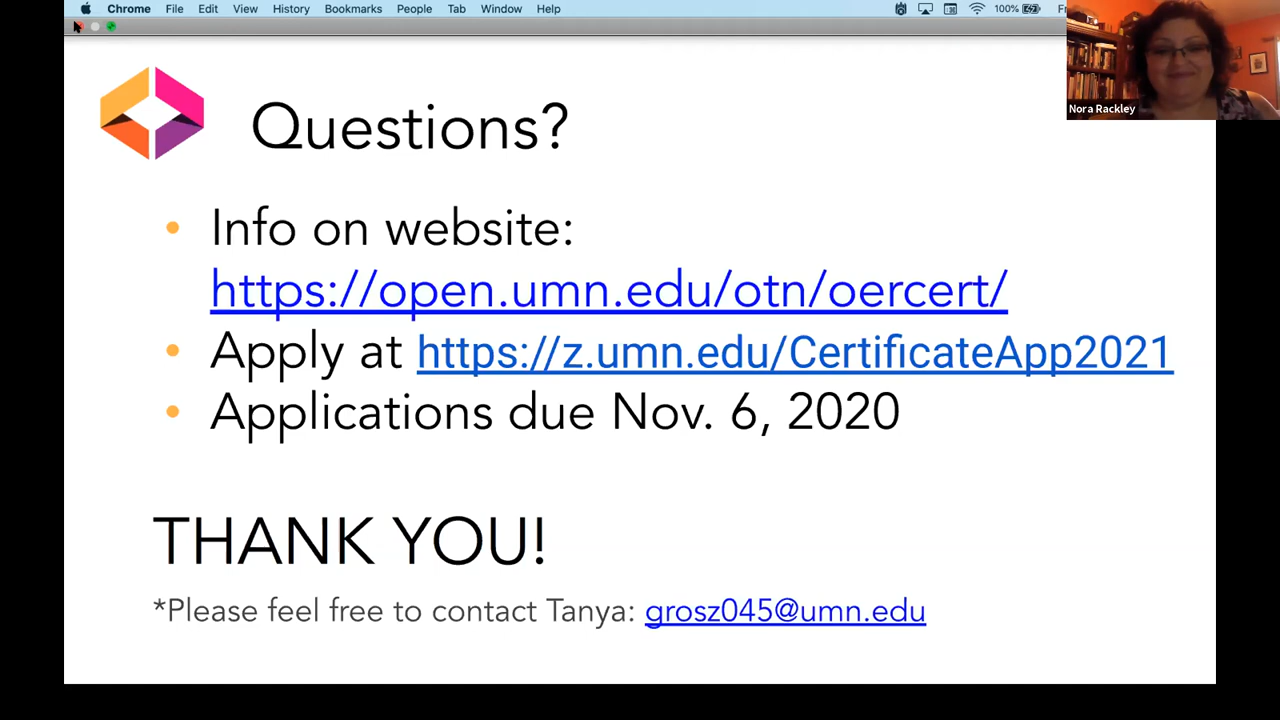 Chrome File Edit View History Bookmarks People Tab Window Help 100%
Nora Rackley
Questions?
• Info on website:
https://open.umn.edu/otn/oercert/
• Apply at https://z.umn.edu/CertificateApp2021
• Applications due Nov. 6, 2020
THANK YOU!
*Please feel free to contact Tanya: grosz045@umn.edu